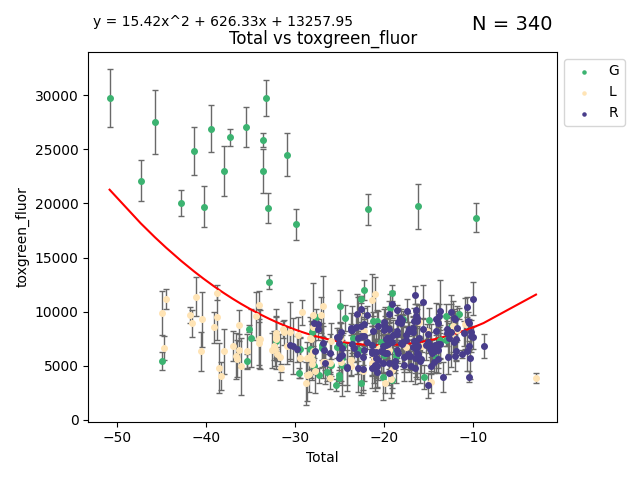 y = 15.42x^2 + 626.33x + 13257.95
N = 340
Total vs toxgreen_fluor
G
L
R
30000
25000
20000
15000
10000
5000
0
toxgreen_fluor
−50
−40
−30
−20
−10
Total